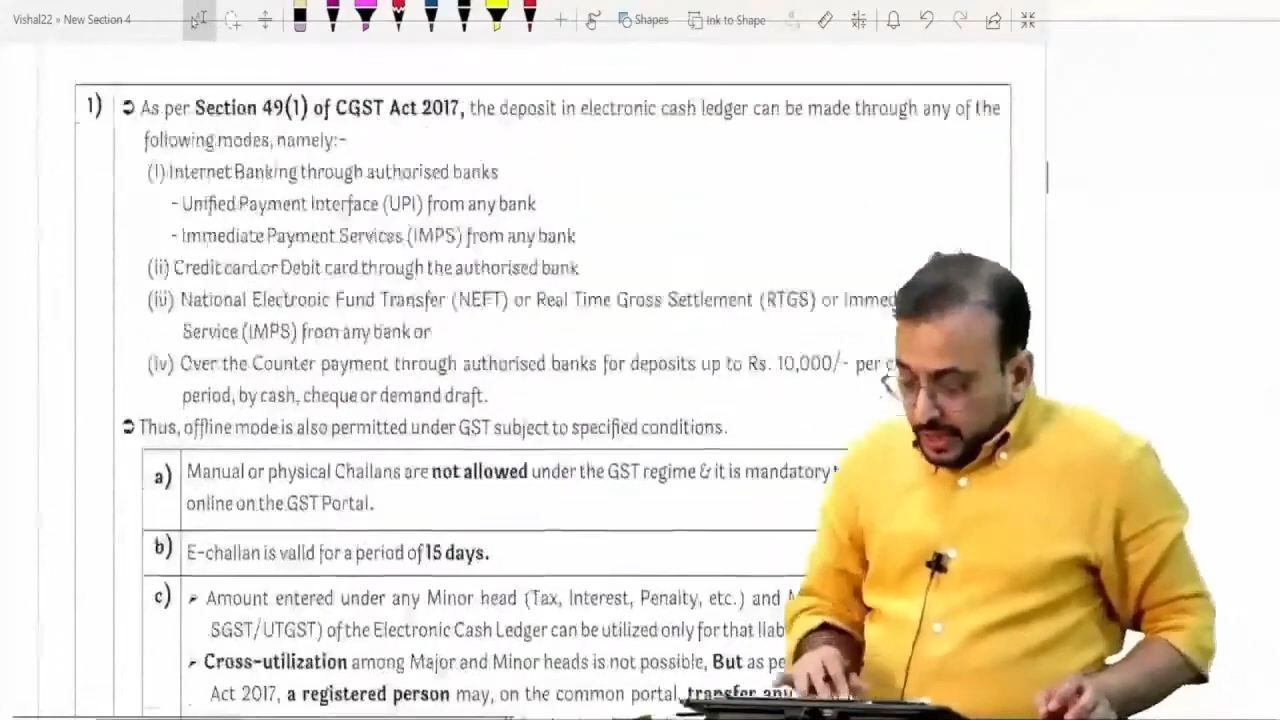 Vishal22 » New Section 4
Shapes
Ink to Shape
1) ➲ As per Section 49(1) of CGST Act 2017, the deposit in electronic cash ledger can be made through any of the
following modes, namely:-
(i) Internet Banking through authorised banks
- Unified Payment Interface (UPI) from any bank
- Immediate Payment Services (IMPS) from any bank
(ii) Credit card or Debit card through the authorised bank
(iii) National Electronic Fund Transfer (NEFT) or Real Time Gross Settlement (RTGS) or
Service (IMPS) from any bank or
(iv) Over the Counter payment through authorised banks for deposits up to Rs. 10,000/- per
period, by cash, cheque or demand draft.
➲ Thus, offline mode is also permitted under GST subject to specified conditions.
a) Manual or physical Challans are not allowed under the GST regime & it is mandatory
online on the GST Portal.
b) E-challan is valid for a period of 15 days.
c) ➤ Amount entered under any Minor head (Tax, Interest, Penalty, etc.) and
SGST/UTGST) of the Electronic Cash Ledger can be utilized only for that
➤ Cross-utilization among Major and Minor heads is not possible, But as
Act 2017, a registered person may, on the common portal, transfer any